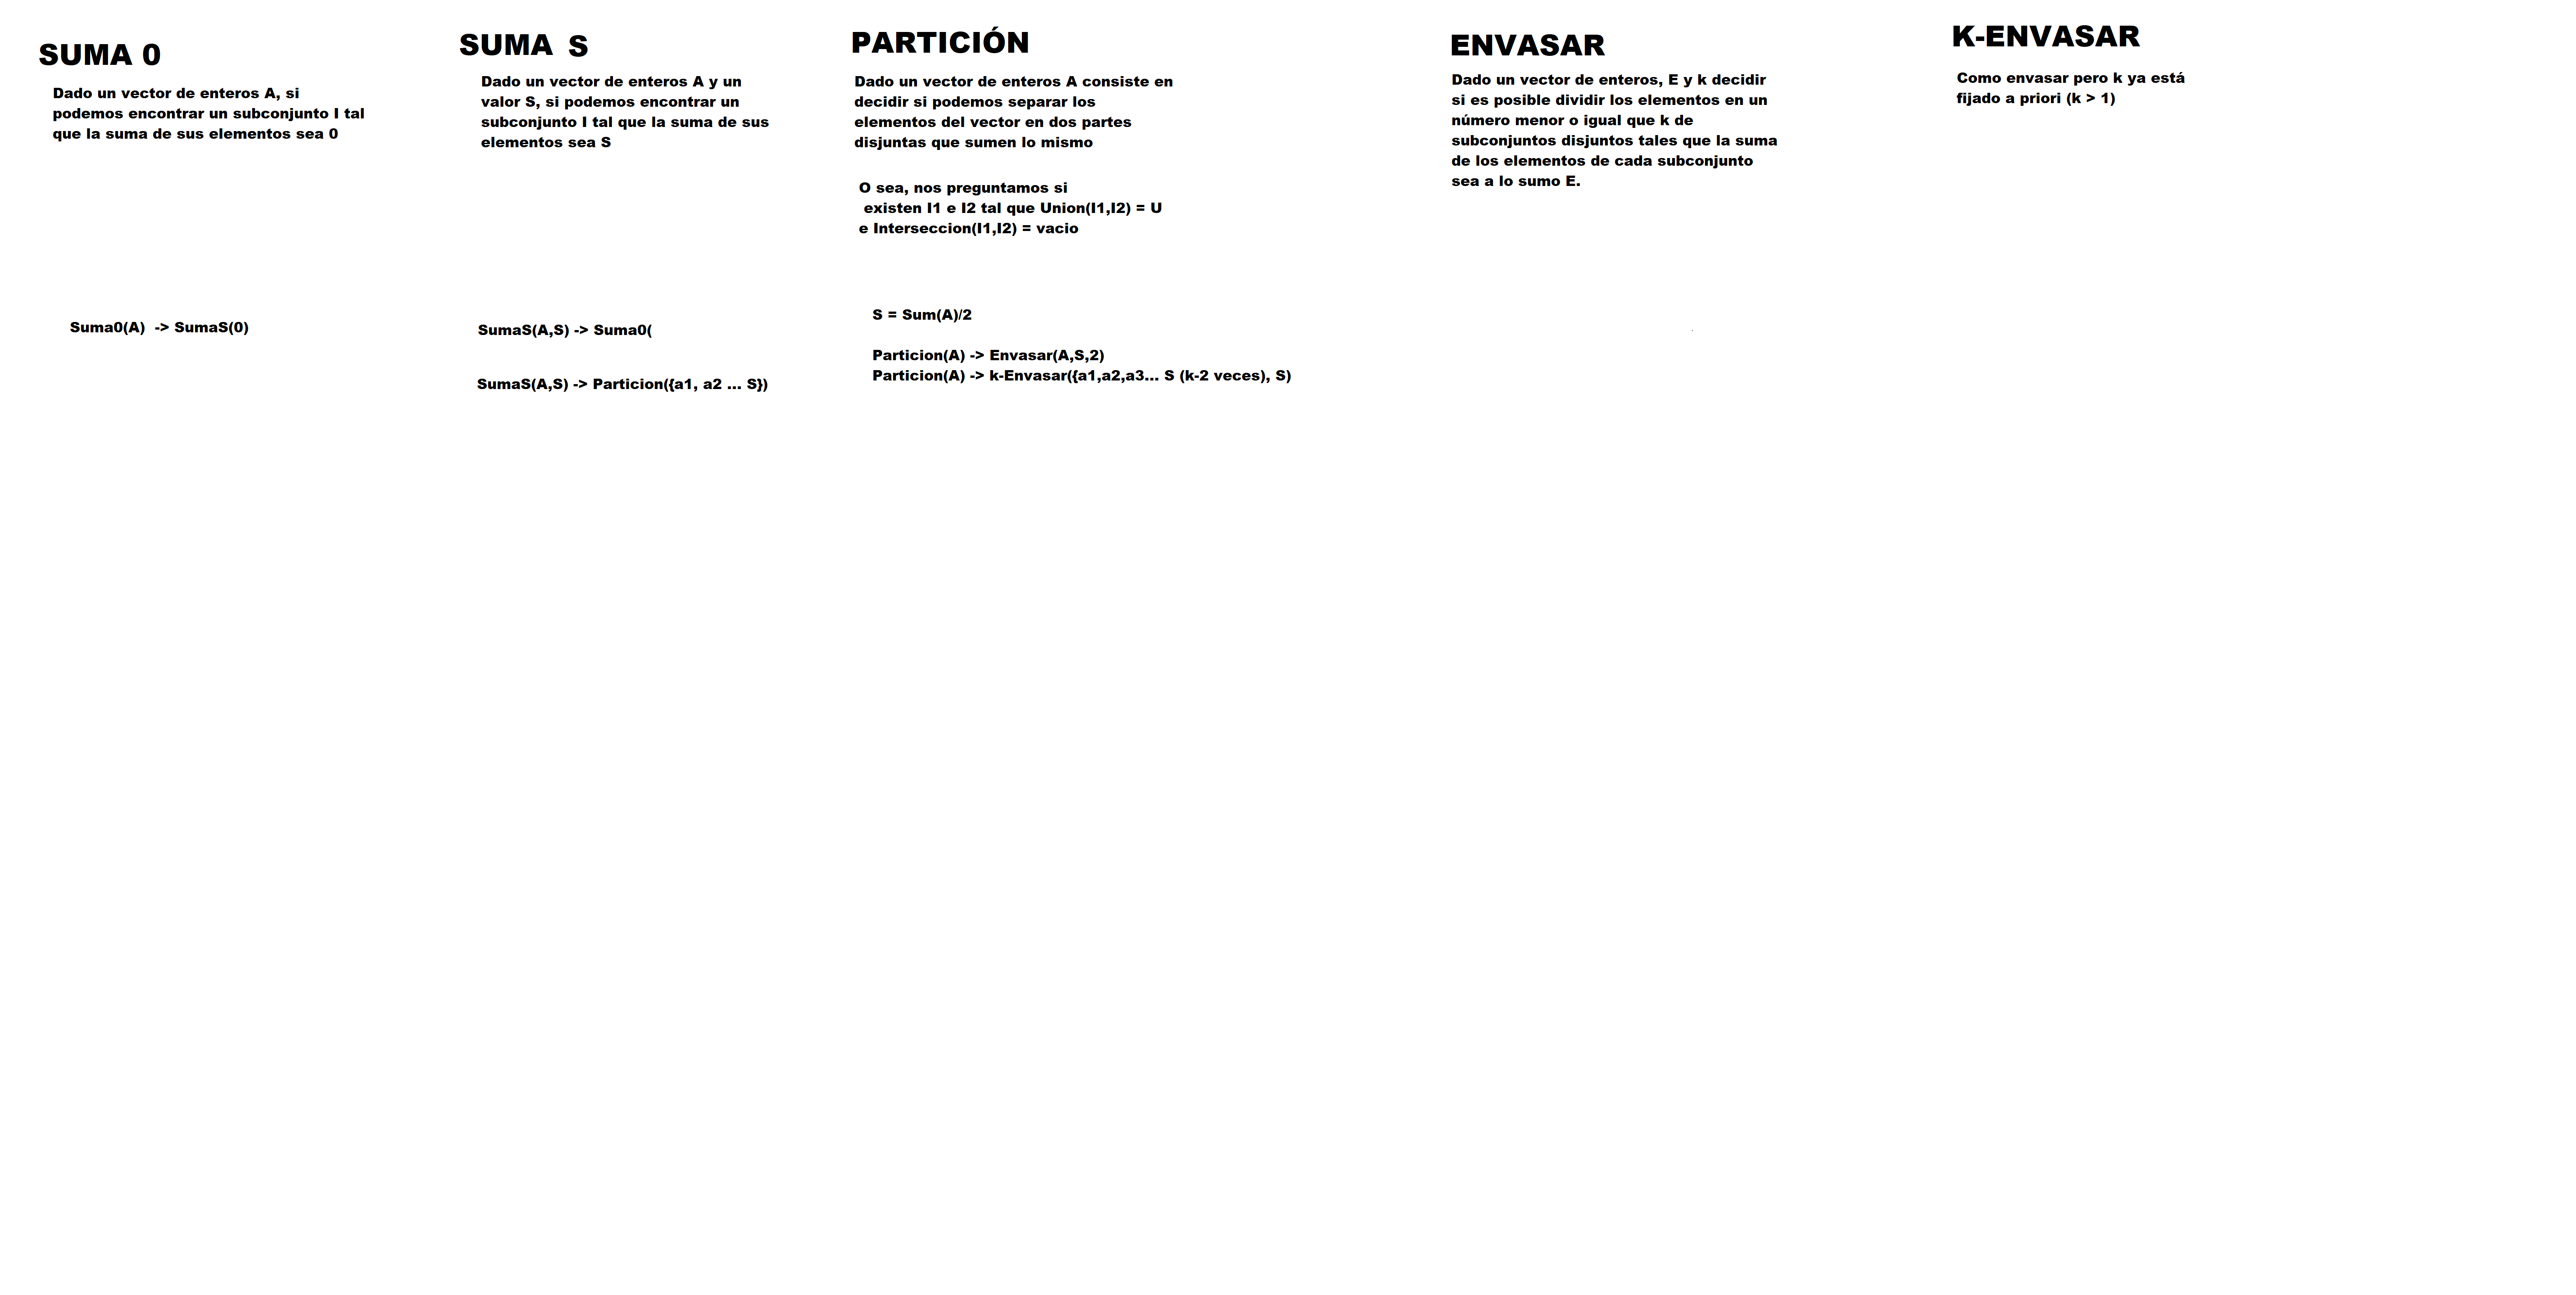 SUMA 0
Dado un vector de enteros A, si
podemos encontrar un subconjunto I tal
que la suma de sus elementos sea 0
Suma0(A)  -> SumaS(0)
SUMA S
Dado un vector de enteros A y un
valor S, si podemos encontrar un
subconjunto I tal que la suma de sus
elementos sea S
SumaS(A,S) -> Suma0(
SumaS(A,S) -> Particion({a1, a2 ... S})
PARTICIÓN
Dado un vector de enteros A consiste en
decidir si podemos separar los
elementos del vector en dos partes
disjuntas que sumen lo mismo
O sea, nos preguntamos si
existen I1 e I2 tal que Union(I1,I2) = U
e Interseccion(I1,I2) = vacio
S = Sum(A)/2
Particion(A) -> Envasar(A,S,2)
Particion(A) -> k-Envasar({a1,a2,a3... S (k-2 veces), S)
ENVASAR
Dado un vector de enteros, E y k decidir
si es posible dividir los elementos en un
número menor o igual que k de
subconjuntos disjuntos tales que la suma
de los elementos de cada subconjunto
sea a lo sumo E.
K-ENVASAR
Como envasar pero k ya está
fijado a priori (k > 1)